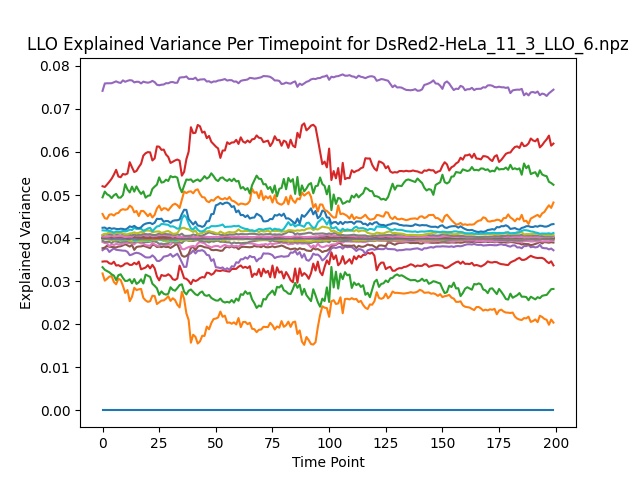 LLO Explained Variance Per Timepoint for DsRed2-HeLa_11_3_LLO_6.npz
0.08
0.07
0.06
0.05
0.04
0.03
0.02
0.01
0.00
Explained Variance
0 25 50 75 100 125 150 175 200
Time Point